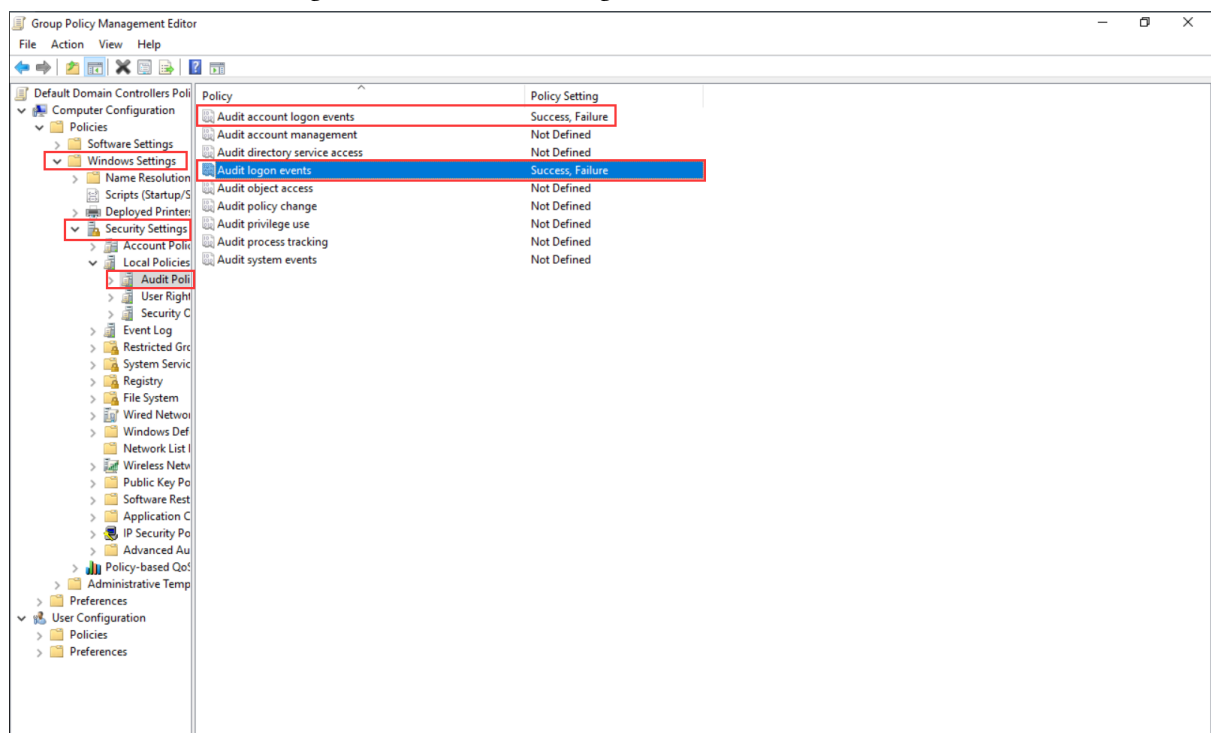 Group Policy Management Editor
File Action View Help
Default Domain Controllers Poli
Computer Configuration
Policies
Software Settings
Windows Settings
Name Resolution
Scripts (Startup/S
Deployed Printer
Security Settings
Account Polic
Local Policies
Audit Poli
User Right
Security O
Event Log
Restricted Gro
System Servic
Registry
File System
Wired Networ
Windows Def
Network List
Wireless Netw
Public Key Po
Software Rest
Application C
IP Security Po
Advanced Au
Policy-based QoS
Administrative Temp
Preferences
User Configuration
Policies
Preferences
Policy Policy Setting
Audit account logon events Success, Failure
Audit account management Not Defined
Audit directory service access Not Defined
Audit logon events Success, Failure
Audit object access Not Defined
Audit policy change Not Defined
Audit privilege use Not Defined
Audit process tracking Not Defined
Audit system events Not Defined